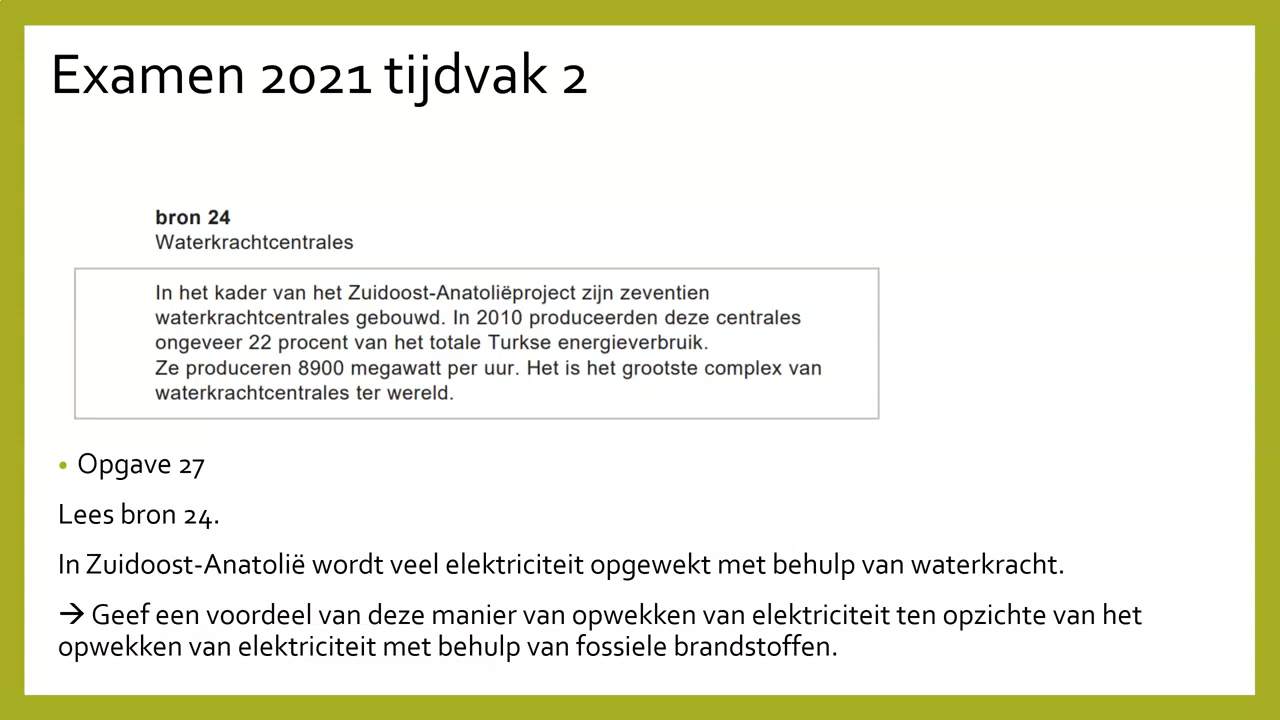 Examen 2021 tijdvak 2
bron 24
Waterkrachtcentrales
In het kader van het Zuidoost-Anatoliëproject zijn zeventien
waterkrachtcentrales gebouwd. In 2010 produceerden deze centrales
ongeveer 22 procent van het totale Turkse energieverbruik.
Ze produceren 8900 megawatt per uur. Het is het grootste complex van
waterkrachtcentrales ter wereld.
• Opgave 27
Lees bron 24.
In Zuidoost-Anatolië wordt veel elektriciteit opgewekt met behulp van waterkracht.
→ Geef een voordeel van deze manier van opwekken van elektriciteit ten opzichte van het
opwekken van elektriciteit met behulp van fossiele brandstoffen.